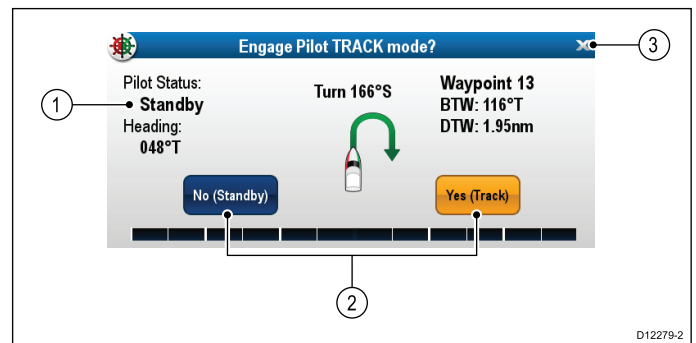 Engage Pilot TRACK mode?
X
3
Pilot Status:
Standby
Heading:
048°T
1
Turn 166°S
Waypoint 13
BTW: 116°T
DTW: 1.95nm
No (Standby)
Yes (Track)
2
D12279-2